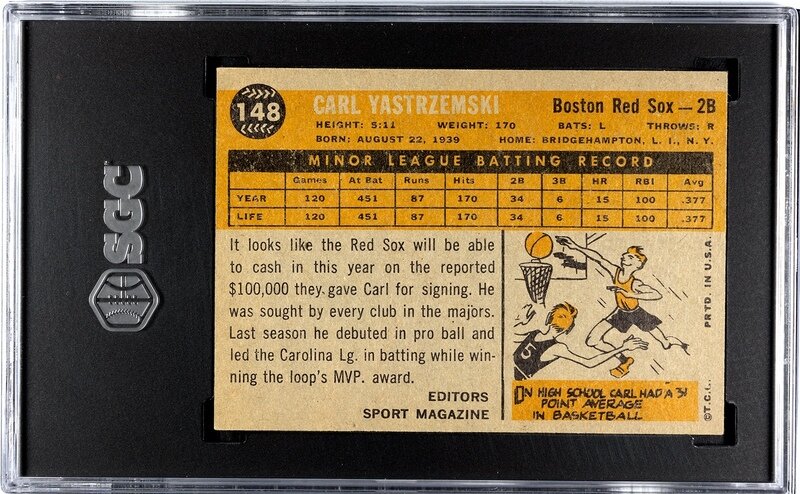 SGC
148
CARL YASTRZEMSKI
Boston Red Sox — 2B
HEIGHT: 5:11 WEIGHT: 170 BATS: L THROWS: R
BORN: AUGUST 22, 1939 HOME: BRIDGEHAMPTON, L. I., N. Y.
MINOR LEAGUE BATTING RECORD
Games At Bat Runs Hits 2B 3B HR RBI Avg
YEAR 120 451 87 170 34 6 15 100 .377
LIFE 120 451 87 170 34 6 15 100 .377
It looks like the Red Sox will be able
to cash in this year on the reported
$100,000 they gave Carl for signing. He
was sought by every club in the majors.
Last season he debuted in pro ball and
led the Carolina Lg. in batting while win-
ning the loop's MVP. award.
EDITORS
SPORT MAGAZINE
5
IN HIGH SCHOOL CARL HAD A
POINT AVERAGE
IN BASKETBALL
©T.C.G. PRTD. IN U.S.A.